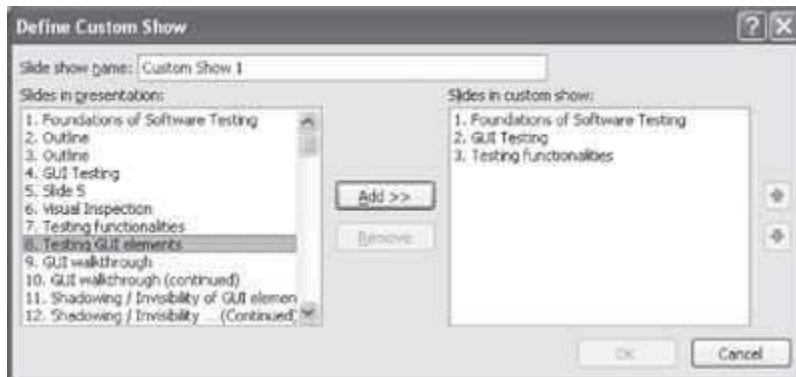 Define Custom Show
Slide show name: Custom Show 1
Slides in presentation:
1. Foundations of Software Testing
2. Outline
3. Outline
4. GUI Testing
5. Slide 5
6. Visual Inspection
7. Testing functionalities
8. Testing GUI elements
9. GUI walkthrough
10. GUI walkthrough (continued)
11. Shadowing / Invisibility of GUI elemen
12. Shadowing / Invisibility ... (Continued)
Add >>
Remove
Slides in custom show:
1. Foundations of Software Testing
2. GUI Testing
3. Testing functionalities
OK
Cancel